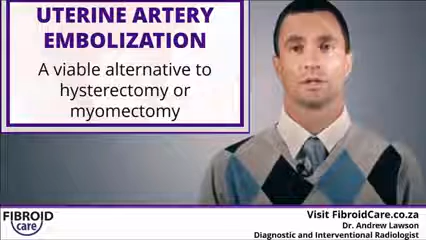 UTERINE ARTERY
EMBOLIZATION
A viable alternative to
hysterectomy or
myomectomy
FIBROID
care
Visit FibroidCare.co.za
Dr. Andrew Lawson
Diagnostic and Interventional Radiologist